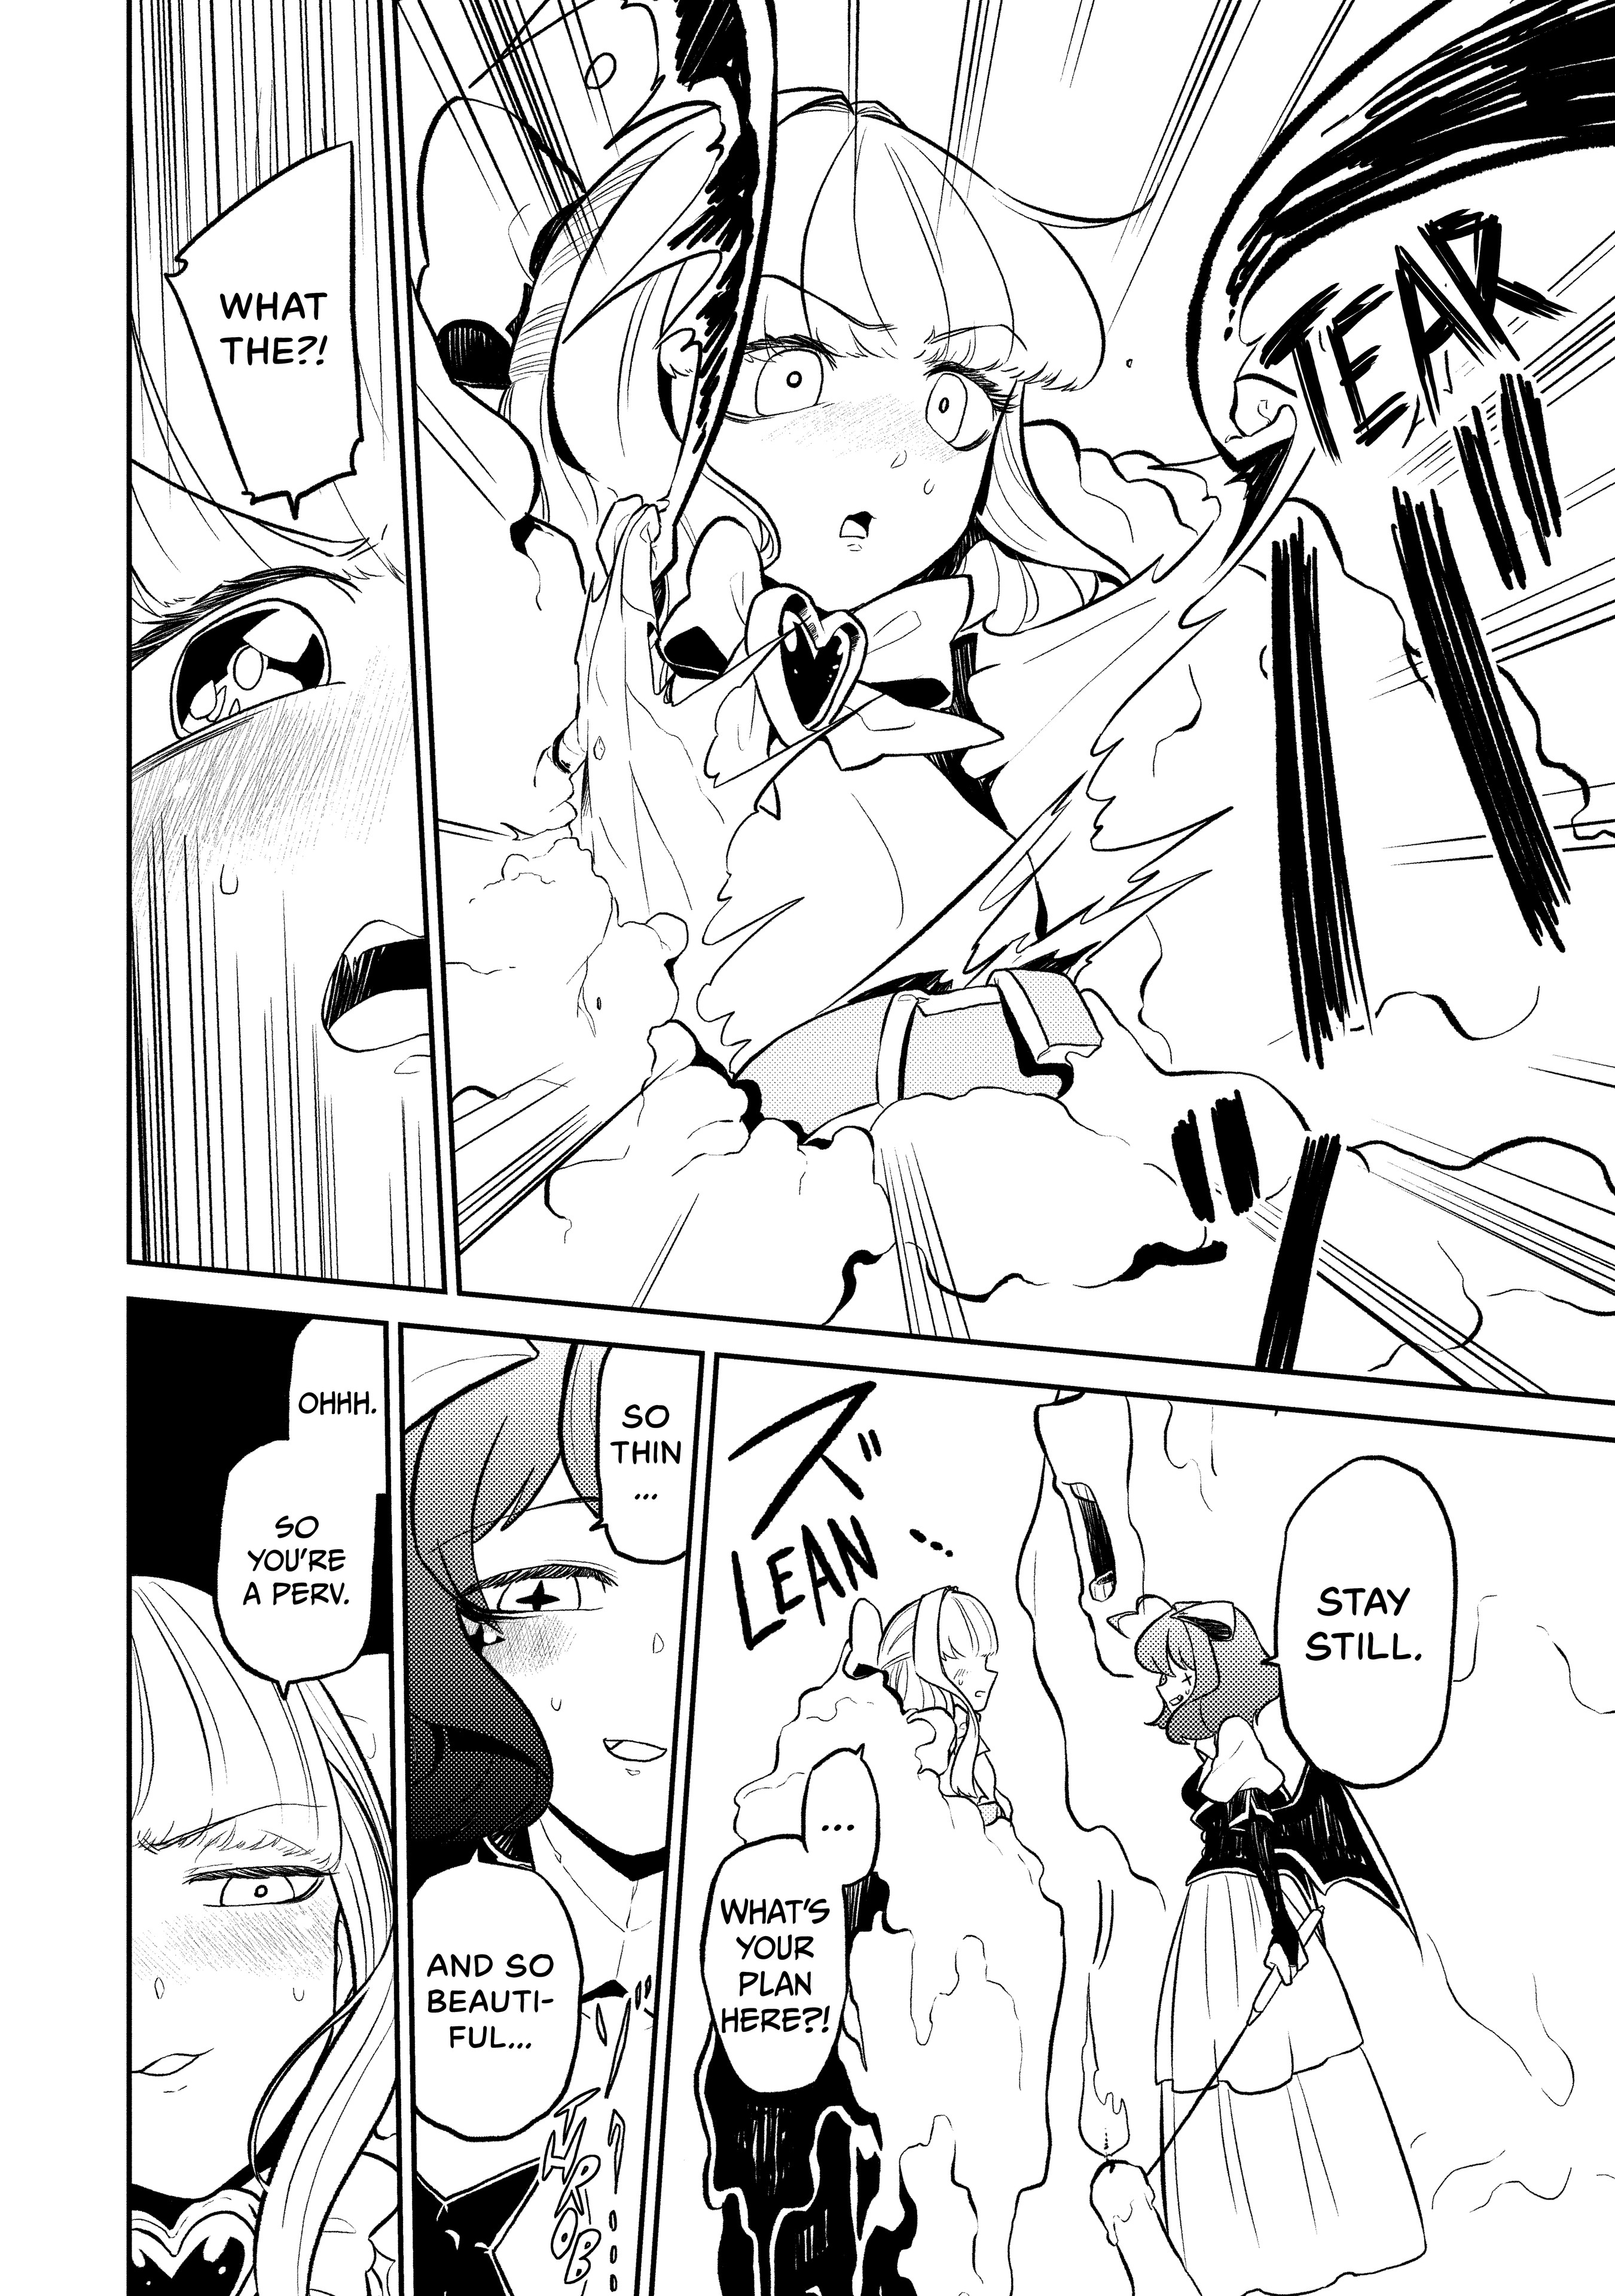 TEAR
WHAT
THE?!
STAY
STILL.
ズ
LEAN
...
WHAT'S
YOUR
PLAN
HERE?!
SO
THIN
...
AND SO
BEAUTI-
FUL...
THROB
OHHH.
SO
YOU'RE
A PERV.